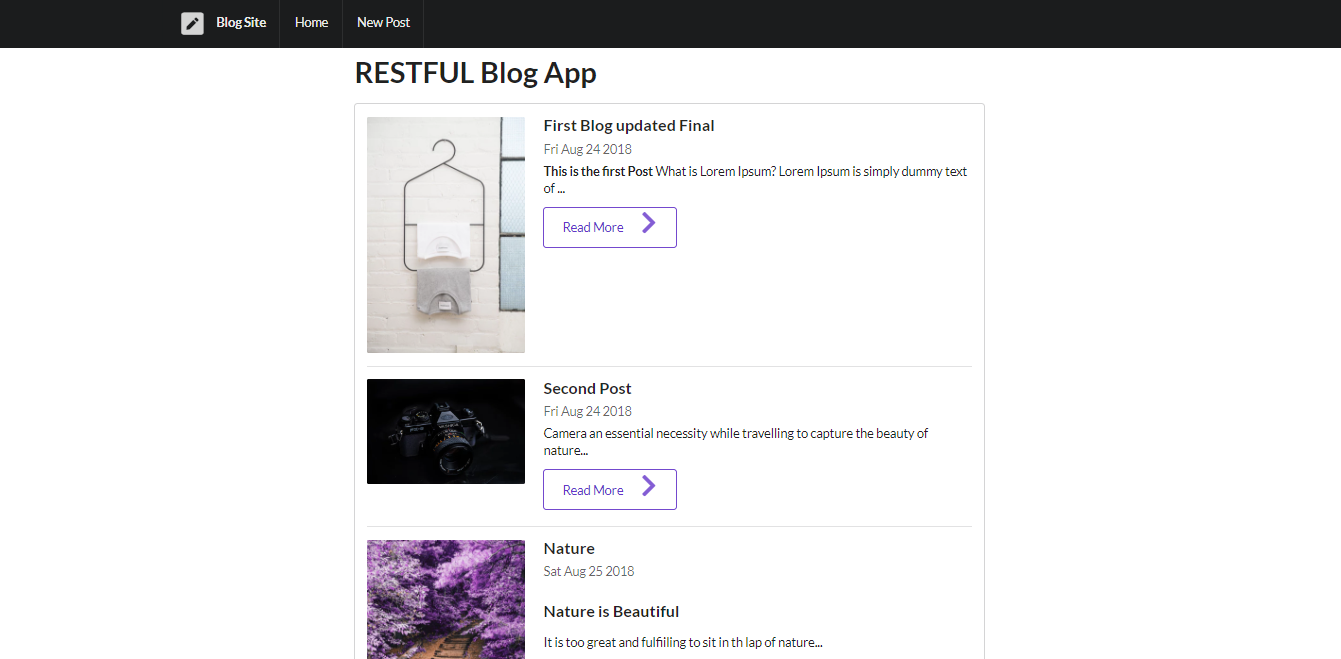 Blog Site Home New Post
RESTFUL Blog App
First Blog updated Final
Fri Aug 24 2018
This is the first Post What is Lorem Ipsum? Lorem Ipsum is simply dummy text
of ...
Read More
Second Post
Fri Aug 24 2018
Camera an essential necessity while travelling to capture the beauty of
nature...
Read More
Nature
Sat Aug 25 2018
Nature is Beautiful
It is too great and fulfiiling to sit in th lap of nature...